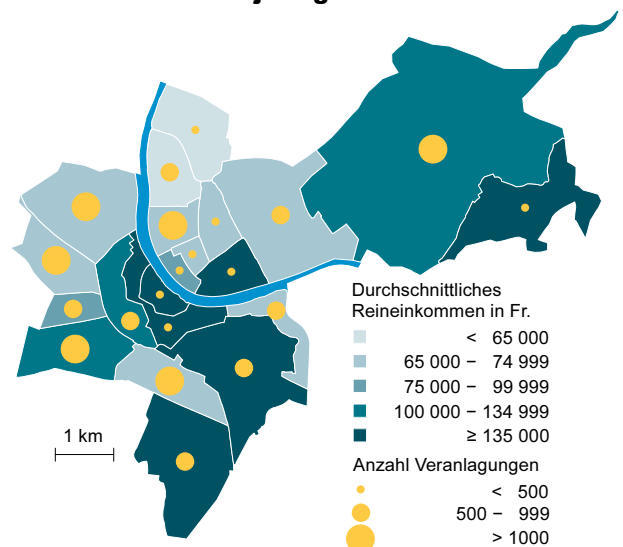 Durchschnittliches
Reineinkommen in Fr.
< 65 000
65 000 – 74 999
75 000 – 99 999
100 000 – 134 999
≥ 135 000
1 km
Anzahl Veranlagungen
< 500
500 – 999
> 1000